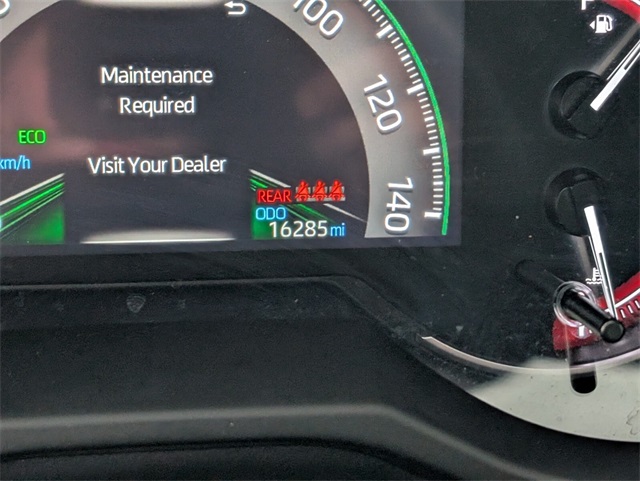 100
Maintenance
Required
120
ECO
km/h
Visit Your Dealer
REAR
140
ODO
16285 mi